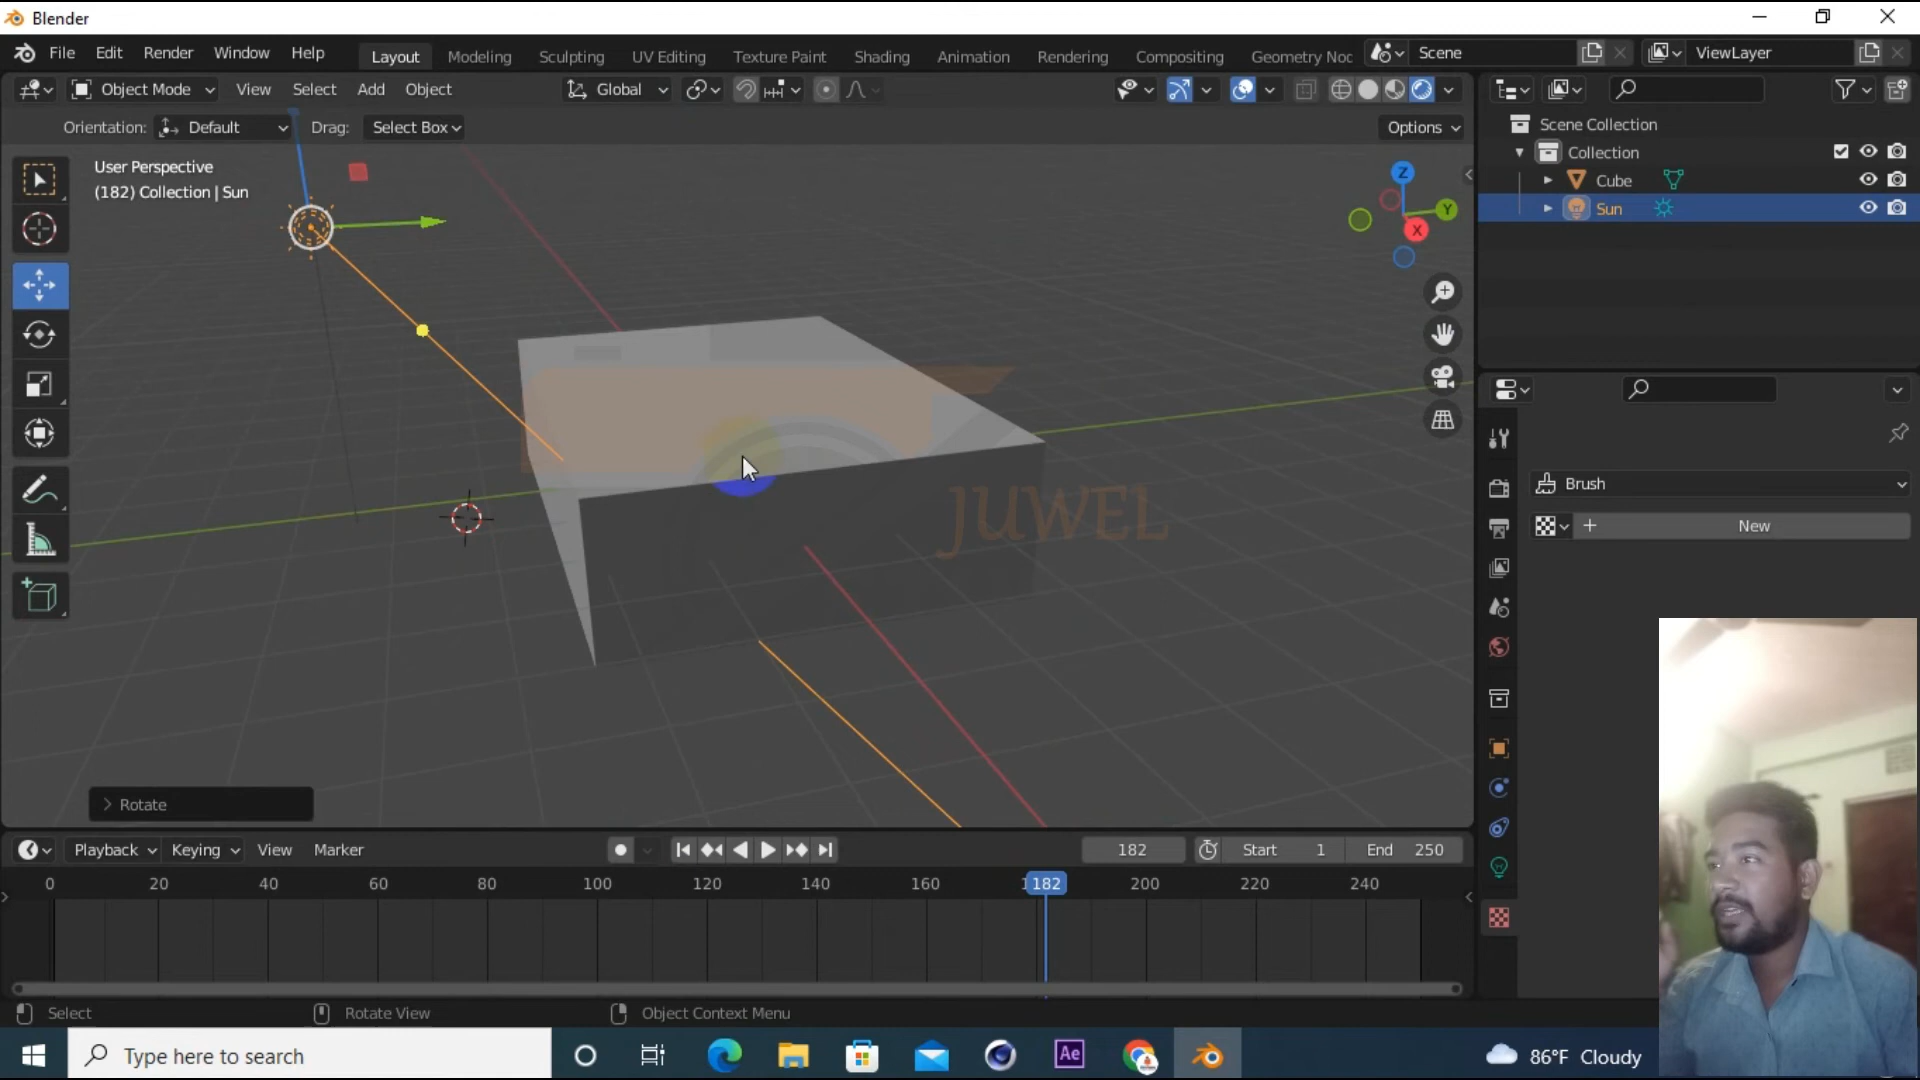 Blender
File Edit Render Window Help Layout Modeling Sculpting UV Editing Texture Paint Shading Animation Rendering Compositing Geometry Noc Scene ViewLayer
Object Mode View Select Add Object Global
Orientation: Default Drag: Select Box Options
User Perspective
(182) Collection | Sun
Z
Y
X
Scene Collection
Collection
Cube
Sun
Brush
New
JUWEL
Rotate
Playback Keying View Marker 182 Start 1 End 250
0 20 40 60 80 100 120 140 160 182 200 220 240
Select Rotate View Object Context Menu
Type here to search Ae 86°F Cloudy